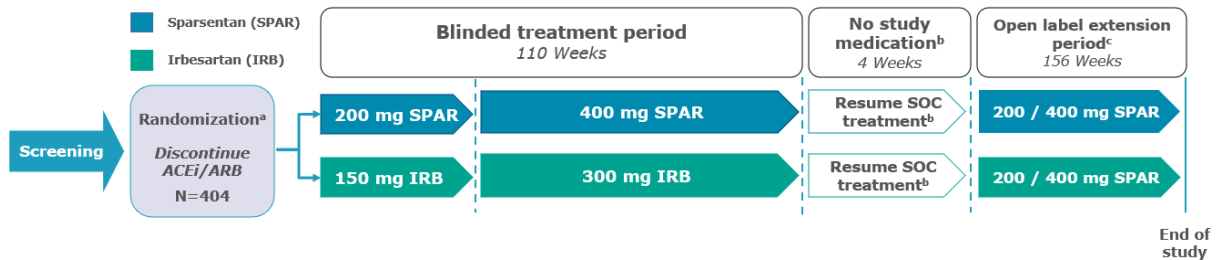 Sparsentan (SPAR)
Irbesartan (IRB)
Blinded treatment period
110 Weeks
No study
medicationᵇ
4 Weeks
Open label extension
periodᶜ
156 Weeks
Screening
Randomizationᵃ
Discontinue
ACEi/ARB
N=404
200 mg SPAR
400 mg SPAR
Resume SOC
treatmentᵇ
200 / 400 mg SPAR
150 mg IRB
300 mg IRB
Resume SOC
treatmentᵇ
200 / 400 mg SPAR
End of
study